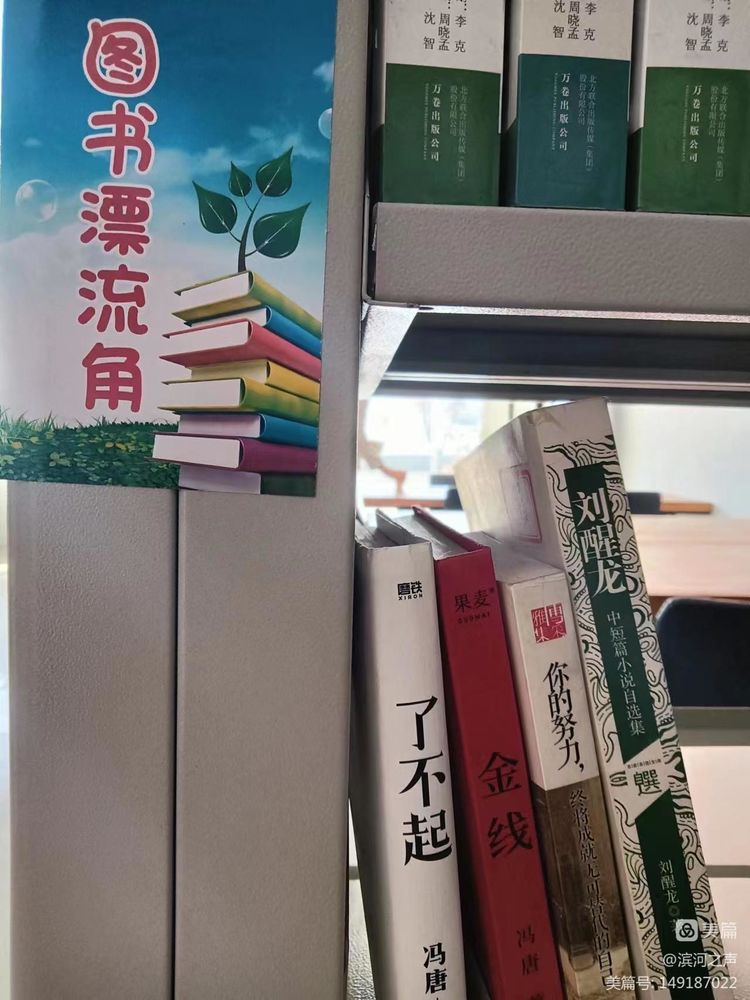 图书漂流角
李克
周晓孟
沈智
北方联合出版传媒(集团)
股份有限公司
万卷出版公司
VOLUMES PUBLISHING COMPANY
李克
周晓孟
沈智
北方联合出版传媒(集团)
股份有限公司
万卷出版公司
李克
周晓孟
沈智
北方联合出版传媒(集团)
股份有限公司
万卷出版公司
磨铁
XIRON
了不起
冯唐
果麦
GUOMAI
金线
冯唐
雅集
你的努力,
终将成就无可替代的自
刘醒龙
中短篇小说自选集
刘醒龙
美篇
@滨河之声
美篇号: 149187022